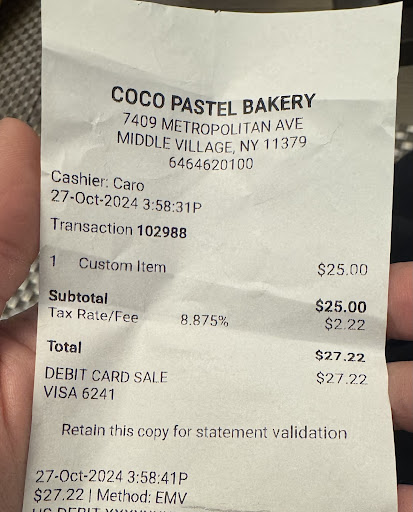 COCO PASTEL BAKERY
7409 METROPOLITAN AVE
MIDDLE VILLAGE, NY 11379
6464620100
Cashier: Caro
27-Oct-2024 3:58:31P
Transaction 102988
1 Custom Item $25.00
Subtotal $25.00
Tax Rate/Fee 8.875% $2.22
Total $27.22
DEBIT CARD SALE $27.22
VISA 6241
Retain this copy for statement validation
27-Oct-2024 3:58:41P
$27.22 | Method: EMV
US DEBIT